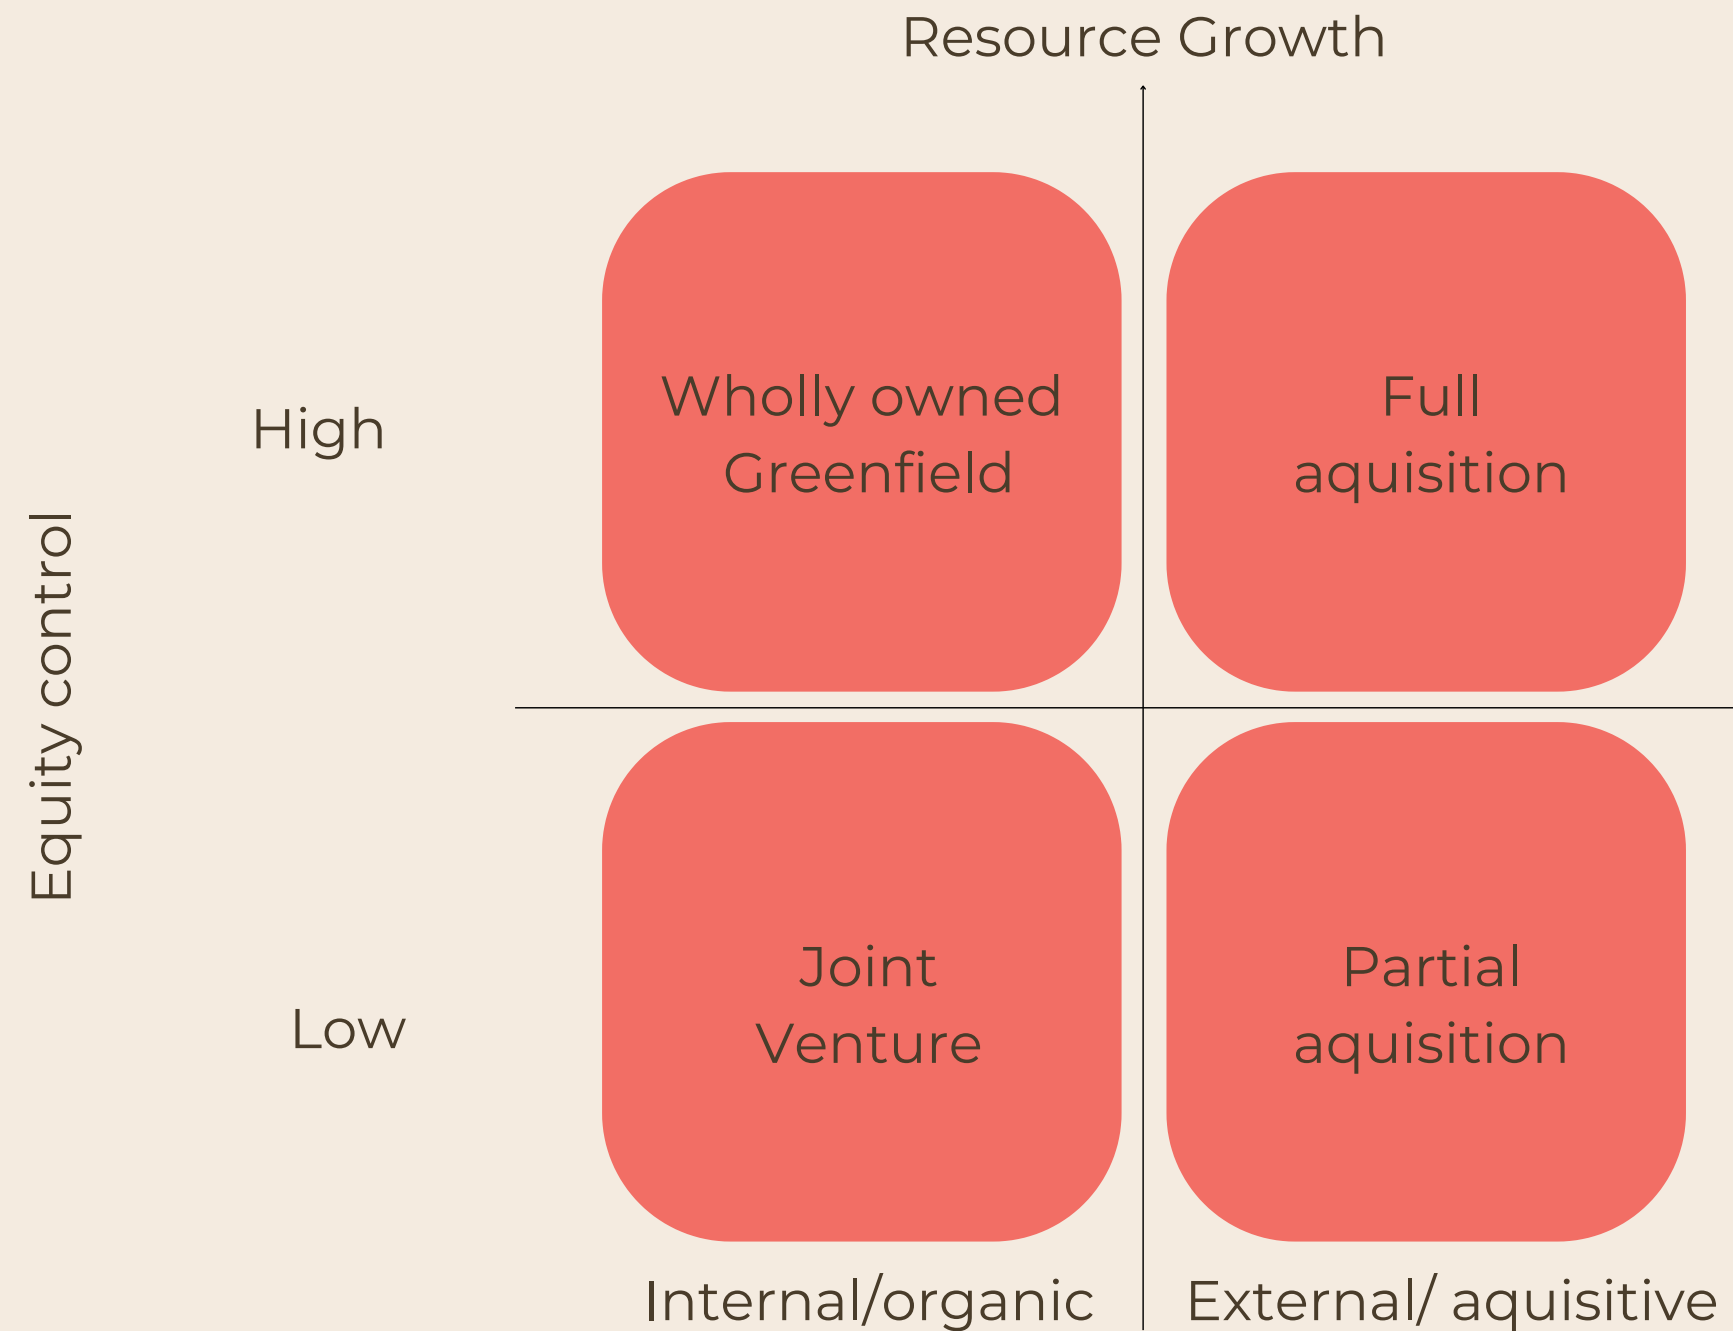 Resource Growth
Wholly owned
Greenfield
Full
aquisition
High
Equity control
Joint
Venture
Partial
aquisition
Low
Internal/organic
External/ aquisitive